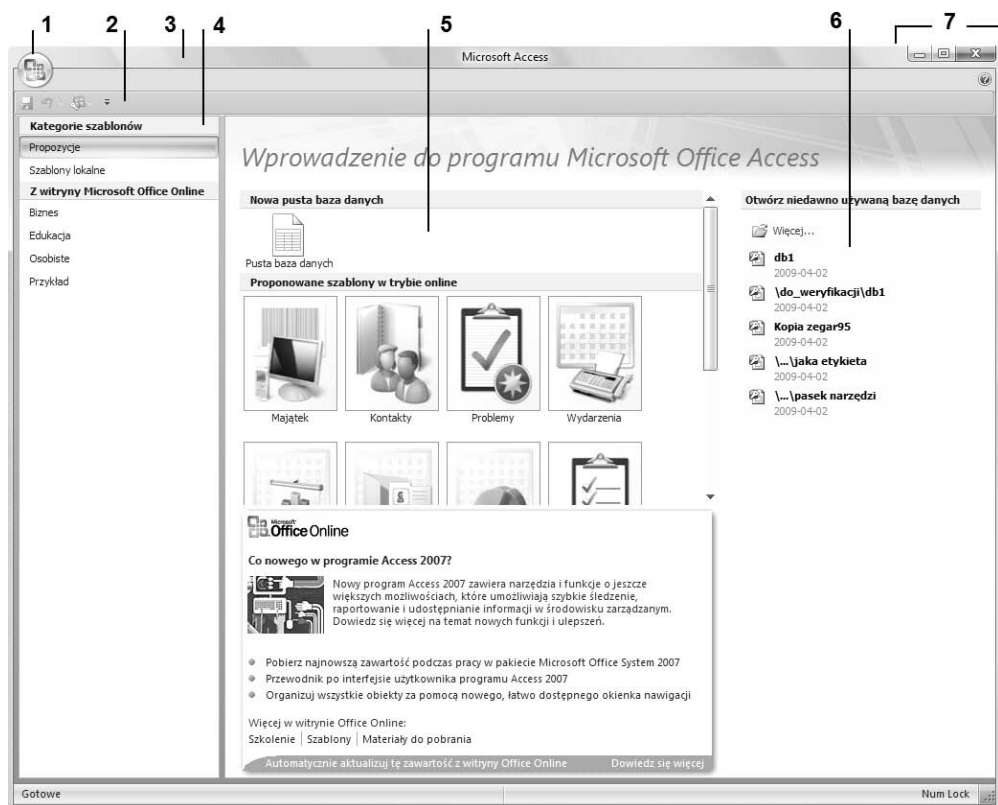 1 2 3 4 5 6 7
Microsoft Access
Kategorie szablonów
Propozycje
Szablony lokalne
Z witryny Microsoft Office Online
Biznes
Edukacja
Osobiste
Przykład
Wprowadzenie do programu Microsoft Office Access
Nowa pusta baza danych
Pusta baza danych
Proponowane szablony w trybie online
Majątek
Kontakty
Problemy
Wydarzenia
Microsoft
Office Online
Co nowego w programie Access 2007?
Nowy program Access 2007 zawiera narzędzia i funkcje o jeszcze
większych możliwościach, które umożliwiają szybkie śledzenie,
raportowanie i udostępnianie informacji w środowisku zarządzanym.
Dowiedz się więcej na temat nowych funkcji i ulepszeń.
Pobierz najnowszą zawartość podczas pracy w pakiecie Microsoft Office System 2007
Przewodnik po interfejsie użytkownika programu Access 2007
Organizuj wszystkie obiekty za pomocą nowego, łatwo dostępnego okienka nawigacji
Więcej w witrynie Office Online:
Szkolenie | Szablony | Materiały do pobrania
Automatycznie aktualizuj tę zawartość z witryny Office Online Dowiedz się więcej
Otwórz niedawno używaną bazę danych
Więcej...
db1
2009-04-02
\do_weryfikacji\db1
2009-04-02
Kopia zegar95
2009-04-02
\...\jaka etykieta
2009-04-02
\...\pasek narzędzi
2009-04-02
Gotowe
Num Lock